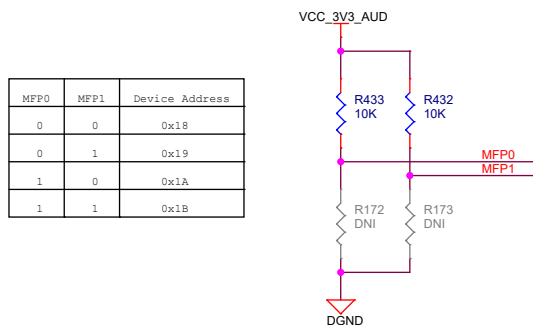 VCC_3V3_AUD
MFP0 MFP1 Device Address
0 0 0x18
0 1 0x19
1 0 0x1A
1 1 0x1B
R433
10K
R432
10K
MFP0
MFP1
R172
DNI
R173
DNI
DGND